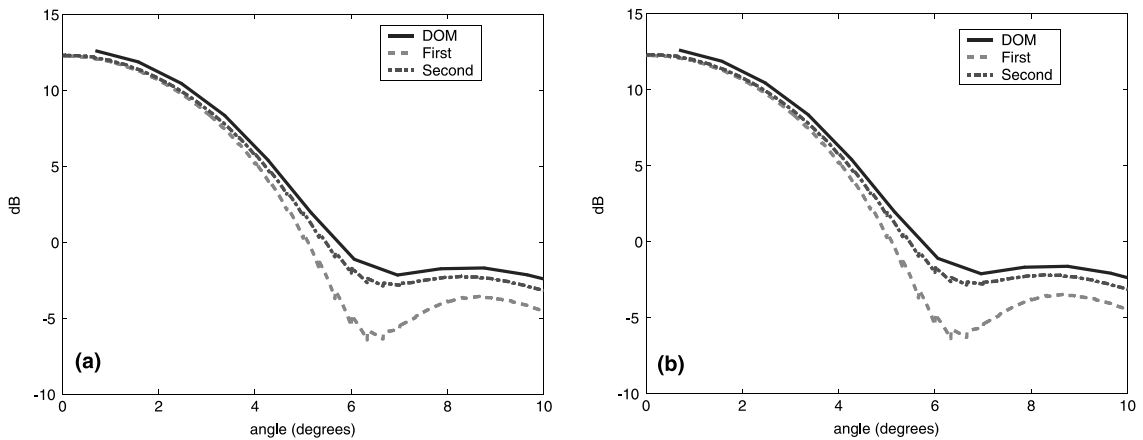 15
10
5
0
-5
-10
dB
0 2 4 6 8 10
angle (degrees)
DOM
First
Second
(a)
15
10
5
0
-5
-10
dB
0 2 4 6 8 10
angle (degrees)
DOM
First
Second
(b)